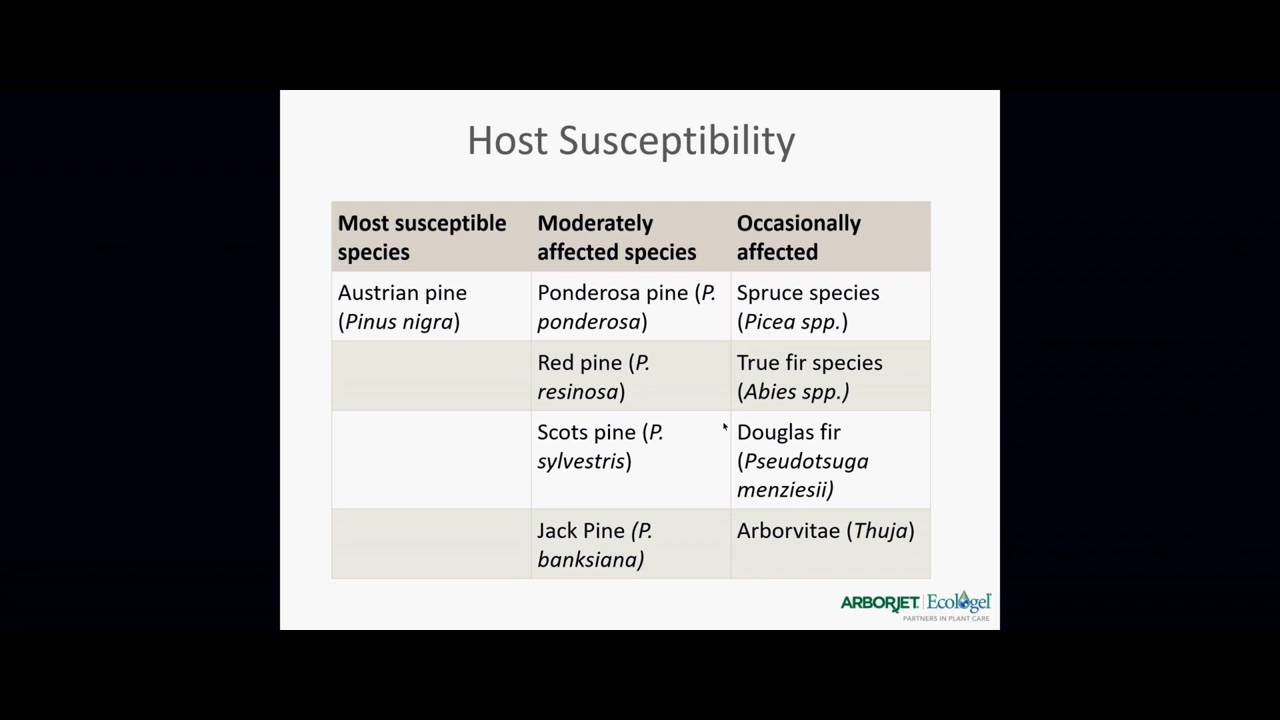 Host Susceptibility
Most susceptible
species
Moderately
affected species
Occasionally
affected
Austrian pine
(Pinus nigra)
Ponderosa pine (P.
ponderosa)
Spruce species
(Picea spp.)
Red pine (P.
resinosa)
True fir species
(Abies spp.)
Scots pine (P.
sylvestris)
Douglas fir
(Pseudotsuga
menziesii)
Jack Pine (P.
banksiana)
Arborvitae (Thuja)
ARBORJET | Ecologel
PARTNERS IN PLANT CARE